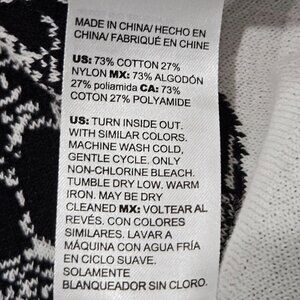 MADE IN CHINA/ HECHO EN
CHINA/ FABRIQUÉ EN CHINE
US: 73% COTTON 27%
NYLON MX: 73% ALGODÓN
27% poliamida CA: 73%
COTON 27% POLYAMIDE
US: TURN INSIDE OUT.
WITH SIMILAR COLORS.
MACHINE WASH COLD,
GENTLE CYCLE. ONLY
NON-CHLORINE BLEACH.
TUMBLE DRY LOW. WARM
IRON. MAY BE DRY
CLEANED MX: VOLTEAR AL
REVÉS. CON COLORES
SIMILARES. LAVAR A
MÁQUINA CON AGUA FRÍA
EN CICLO SUAVE.
SOLAMENTE
BLANQUEADOR SIN CLORO.